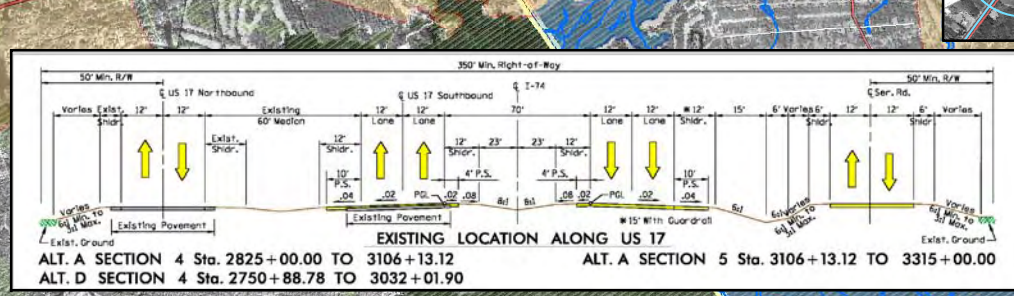 350' Min. Right-of-Way
50' Min. R/W
50' Min. R/W
℄ US 17 Northbound
℄ US 17 Southbound
℄ I-74
℄ Ser. Rd.
Varies Exist. 12' 12' Existing 12' 12' 70' 12' 12' * 12' 15' 6' Varies 6' 12' 12' 6' Varies
Shldr. 60' Median Lane Lane Lane Lane Shldr. Shldr. Shldr.
Exist. Shldr.
12' Shldr.
12' Shldr. 23' 23' 12' Shldr.
10' P.S. 4' P.S. 4' P.S. 10' P.S.
.04 .02 PGL .02 .08 8:1 8:1 .08 .02 PGL .02 .04 6:1
Varies 6:1 Min. to 3:1 Max.
Existing Pavement
Existing Pavement
* 15' With Guardrail
6:1 Varies
Varies 6:1 Min. to 3:1 Max.
Exist. Ground
Exist. Ground
EXISTING LOCATION ALONG US 17
ALT. A SECTION 4 Sta. 2825+00.00 TO 3106+13.12
ALT. A SECTION 5 Sta. 3106+13.12 TO 3315+00.00
ALT. D SECTION 4 Sta. 2750+88.78 TO 3032+01.90